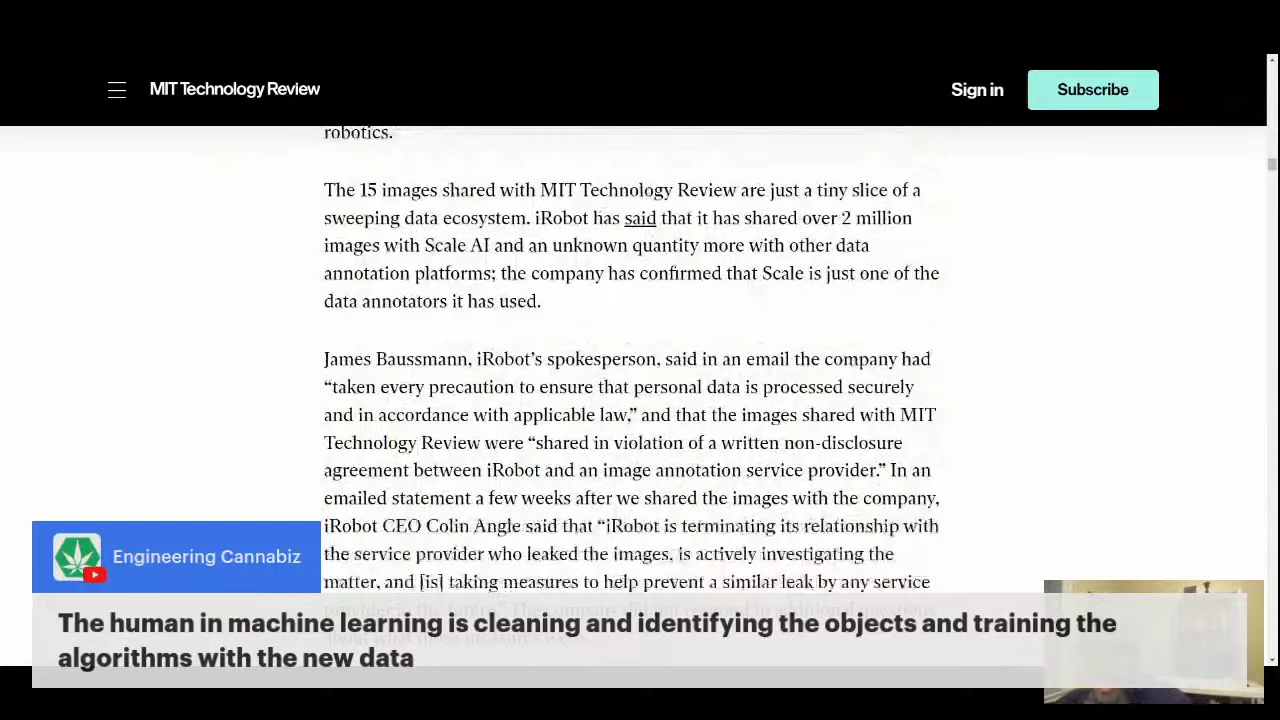 MIT Technology Review
Sign in
Subscribe
robotics.
The 15 images shared with MIT Technology Review are just a tiny slice of a
sweeping data ecosystem. iRobot has said that it has shared over 2 million
images with Scale AI and an unknown quantity more with other data
annotation platforms; the company has confirmed that Scale is just one of the
data annotators it has used.
James Baussmann, iRobot’s spokesperson, said in an email the company had
“taken every precaution to ensure that personal data is processed securely
and in accordance with applicable law,” and that the images shared with MIT
Technology Review were “shared in violation of a written non-disclosure
agreement between iRobot and an image annotation service provider.” In an
emailed statement a few weeks after we shared the images with the company,
iRobot CEO Colin Angle said that “iRobot is terminating its relationship with
the service provider who leaked the images, is actively investigating the
matter, and [is] taking measures to help prevent a similar leak by any service
Engineering Cannabiz
The human in machine learning is cleaning and identifying the objects and training the
algorithms with the new data